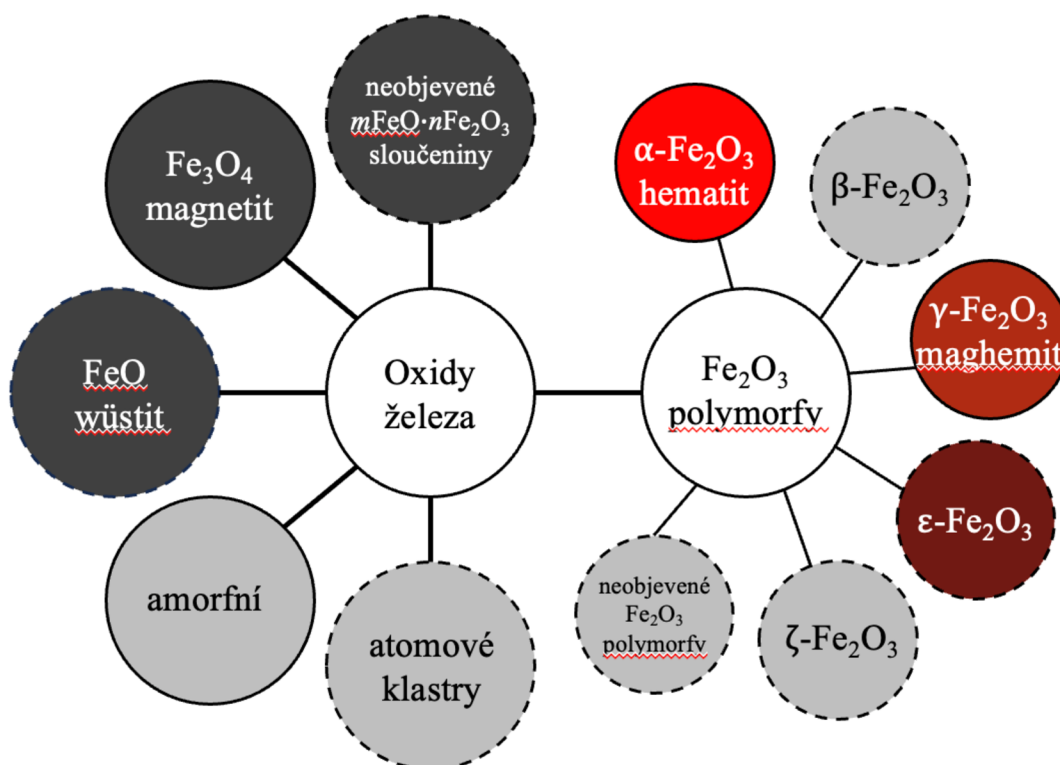 neobjevené
mFeO·nFe₂O₃
sloučeniny
Fe₃O₄
magnetit
FeO
wüstit
amorfní
atomové
klastry
Oxidy
železa
Fe₂O₃
polymorfy
α-Fe₂O₃
hematit
β-Fe₂O₃
γ-Fe₂O₃
maghemit
ε-Fe₂O₃
ζ-Fe₂O₃
neobjevené
Fe₂O₃
polymorfy